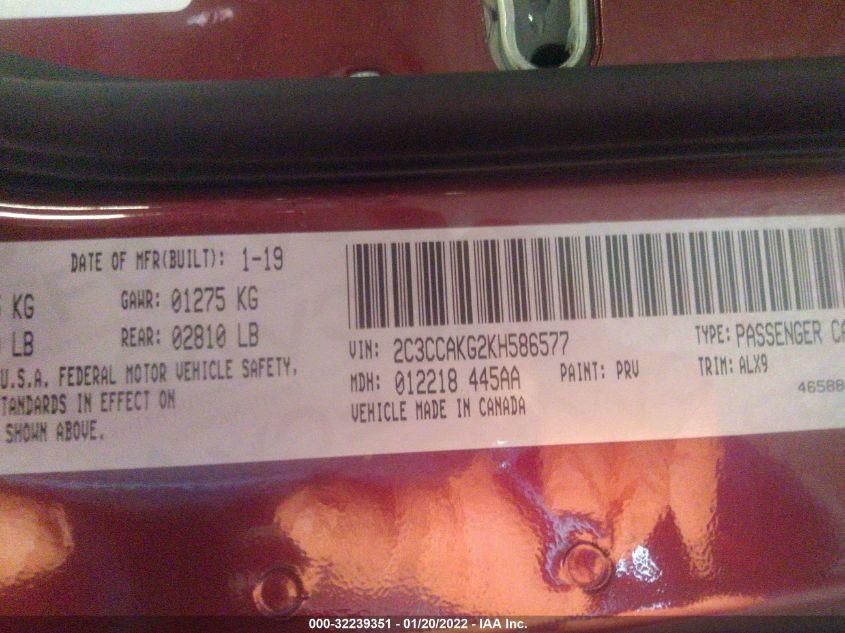 DATE OF MFR(BUILT): 1-19
KG GAWR: 01275 KG
LB REAR: 02810 LB
U.S.A. FEDERAL MOTOR VEHICLE SAFETY,
TANDARDS IN EFFECT ON
SHOWN ABOVE.
VIN: 2C3CCAKG2KH586577
TYPE: PASSENGER CA
MDH: 012218 445AA
PAINT: PRV
TRIM: ALX9
VEHICLE MADE IN CANADA
46588
000-32239351 - 01/20/2022 - IAA Inc.